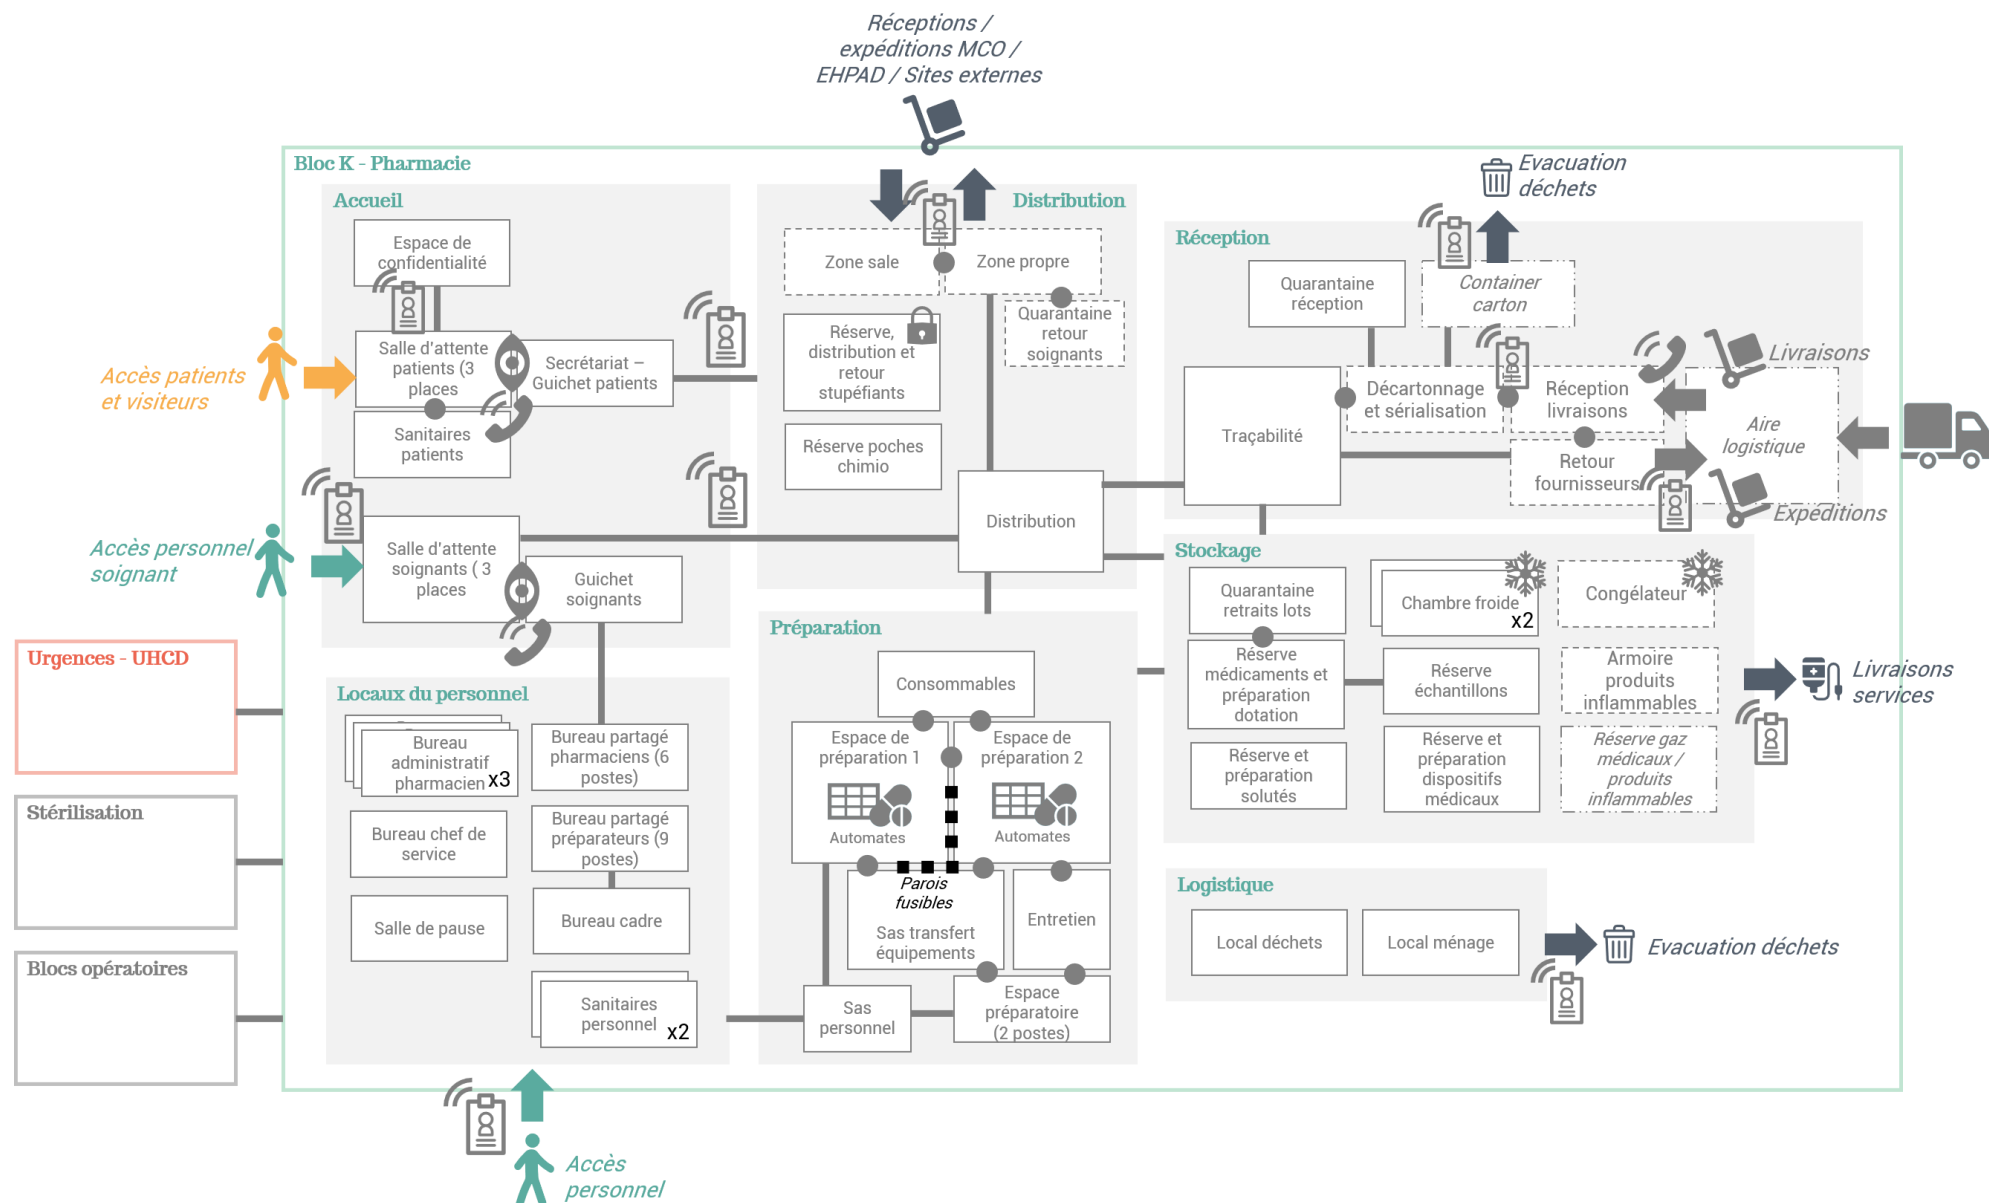 Réceptions /
expéditions MCO /
EHPAD / Sites externes
Bloc K - Pharmacie
Accueil
Espace de
confidentialité
Salle d'attente
patients (3
places
Secrétariat –
Guichet patients
Sanitaires
patients
Accès patients
et visiteurs
Salle d'attente
soignants ( 3
places
Guichet
soignants
Accès personnel
soignant
Distribution
Zone sale
Zone propre
Quarantaine
retour
soignants
Réserve,
distribution et
retour
stupéfiants
Réserve poches
chimio
Distribution
Evacuation
déchets
Réception
Quarantaine
réception
Container
carton
Traçabilité
Décartonnage
et sérialisation
Réception
livraisons
Retour
fournisseurs
Livraisons
Aire
logistique
Expéditions
Stockage
Quarantaine
retraits lots
Chambre froide
x2
Congélateur
Réserve
médicaments et
préparation
dotation
Réserve
échantillons
Armoire
produits
inflammables
Réserve et
préparation
solutés
Réserve et
préparation
dispositifs
médicaux
Réserve gaz
médicaux /
produits
inflammables
Livraisons
services
Urgences - UHCD
Stérilisation
Blocs opératoires
Locaux du personnel
Bureau
administratif
pharmacien x3
Bureau partagé
pharmaciens (6
postes)
Bureau chef de
service
Bureau partagé
préparateurs (9
postes)
Salle de pause
Bureau cadre
Sanitaires
personnel
x2
Préparation
Consommables
Espace de
préparation 1
Automates
Espace de
préparation 2
Automates
Parois
fusibles
Sas transfert
équipements
Entretien
Sas
personnel
Espace
préparatoire
(2 postes)
Logistique
Local déchets
Local ménage
Evacuation déchets
Accès
personnel